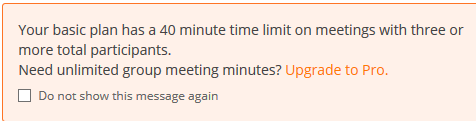 Your basic plan has a 40 minute time limit on meetings with three or
more total participants.
Need unlimited group meeting minutes? Upgrade to Pro.
Do not show this message again